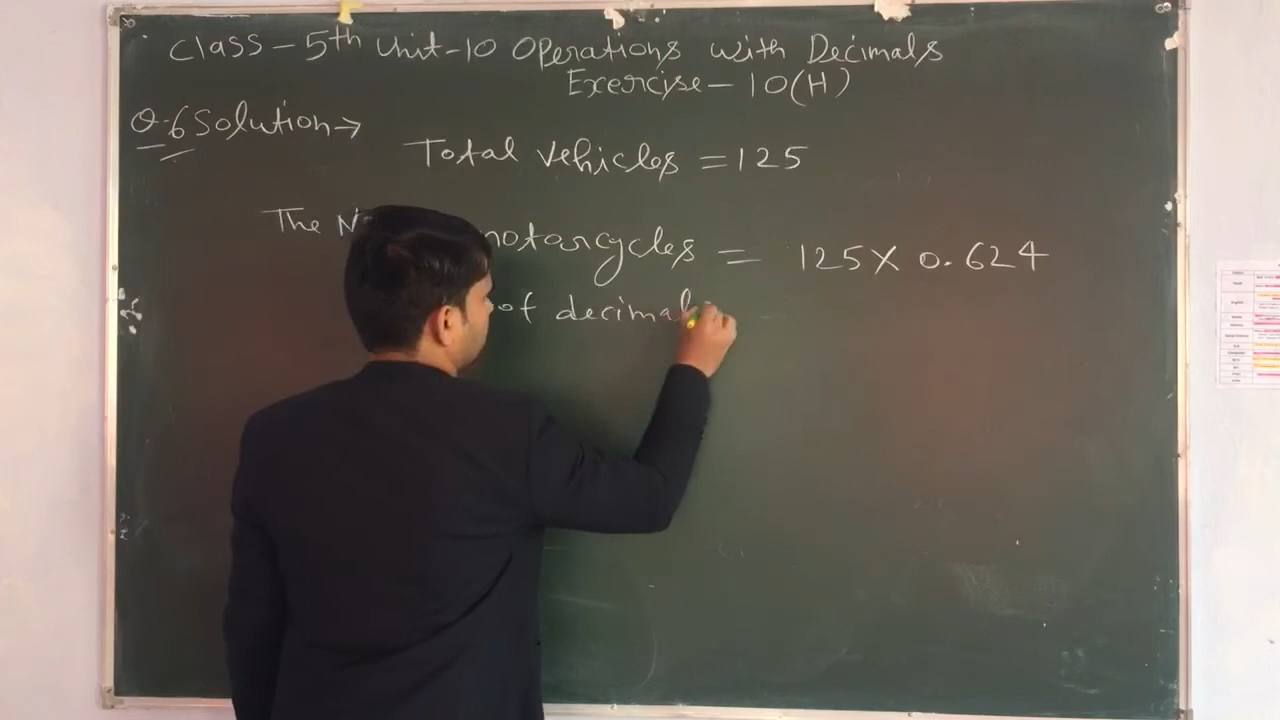 Class - 5th Unit-10 Operations with Decimals
Exercise - 10(H)
Q.6 Solution →
Total vehicles = 125
The motorcycles = 125 X 0.624
of decimal